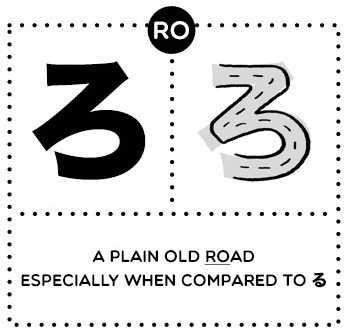 RO
ろ ろ
A PLAIN OLD ROAD
ESPECIALLY WHEN COMPARED TO る